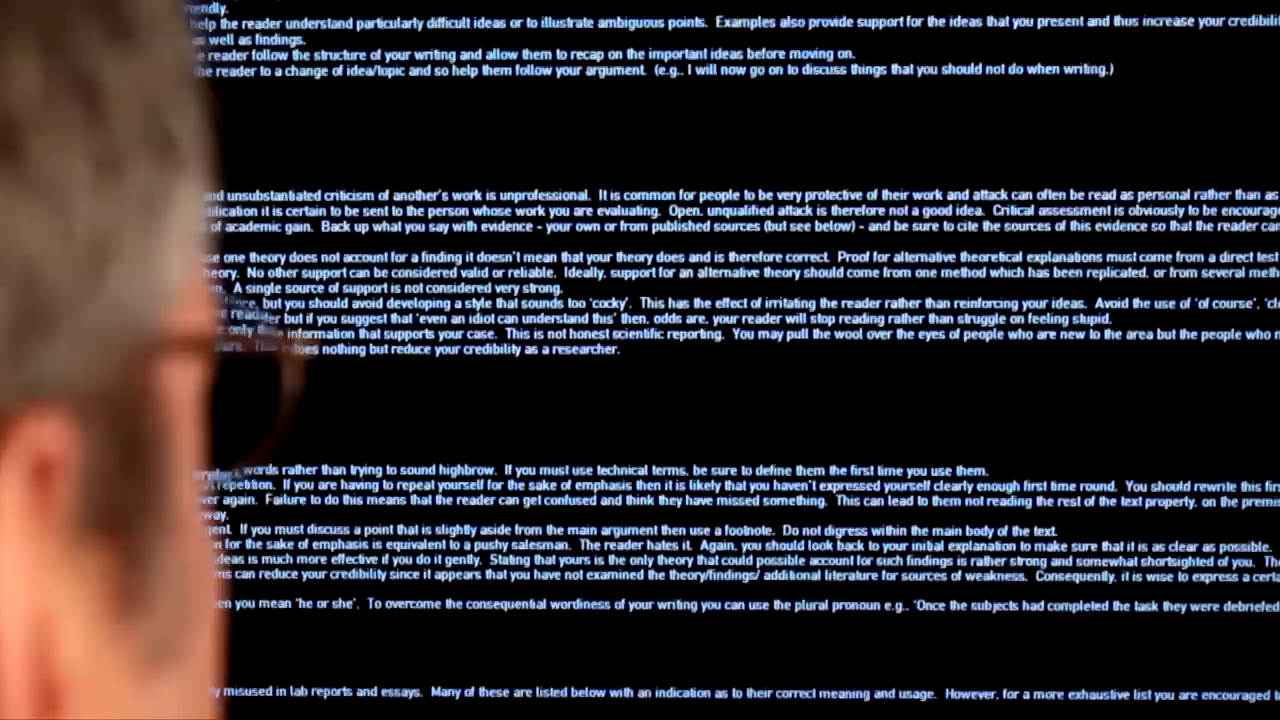 help the reader understand particularly difficult ideas or to illustrate ambiguous points. Examples also provide support for the ideas that you present and thus increase your
as well as findings.
reader follow the structure of your writing and allow them to recap on the important ideas before moving on.
the reader to a change of idea/topic and so help them follow your argument. (e.g., I will now go on to discuss things that you should not do when writing.)
unsubstantiated criticism of another's work is unprofessional. It is common for people to be very protective of their work and attack can often be read as personal rather than as
it is certain to be sent to the person whose work you are evaluating. Open, unqualified attack is therefore not a good idea. Critical assessment is obviously to be
of academic gain. Back up what you say with evidence - your own or from published sources (but see below) - and be sure to cite the sources of this evidence so that the reader can
one theory does not account for a finding it doesn't mean that your theory does and is therefore correct. Proof for alternative theoretical explanations must come from a direct test
No other support can be considered valid or reliable. Ideally, support for an alternative theory should come from one method which has been replicated, or from several
A single source of support is not considered very strong.
but you should avoid developing a style that sounds too 'cocky'. This has the effect of irritating the reader rather than reinforcing your ideas. Avoid the use of 'of course',
but if you suggest that 'even an idiot can understand this' then, odds are, your reader will stop reading rather than struggle on feeling stupid.
only information that supports your case. This is not honest scientific reporting. You may pull the wool over the eyes of people who are new to the area but the people who
does nothing but reduce your credibility as a researcher.
words rather than trying to sound highbrow. If you must use technical terms, be sure to define them the first time you use them.
repetition. If you are having to repeat yourself for the sake of emphasis then it is likely that you haven't expressed yourself clearly enough first time round. You should rewrite this
again. Failure to do this means that the reader can get confused and think they have missed something. This can lead to them not reading the rest of the text properly, on the
If you must discuss a point that is slightly aside from the main argument then use a footnote. Do not digress within the main body of the text.
for the sake of emphasis is equivalent to a pushy salesman. The reader hates it. Again, you should look back to your initial explanation to make sure that it is as clear as possible.
ideas is much more effective if you do it gently. Stating that yours is the only theory that could possible account for such findings is rather strong and somewhat shortsighted of you.
can reduce your credibility since it appears that you have not examined the theory/findings/ additional literature for sources of weakness. Consequently, it is wise to express a
you mean 'he or she'. To overcome the consequential wordiness of your writing you can use the plural pronoun e.g., 'Once the subjects had completed the task they were debriefed
misused in lab reports and essays. Many of these are listed below with an indication as to their correct meaning and usage. However, for a more exhaustive list you are encouraged